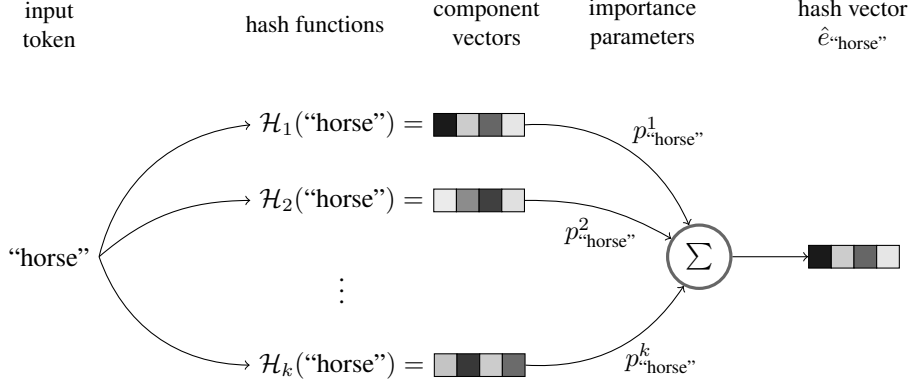 input
token
hash functions
component
vectors
importance
parameters
hash vector
ê“horse”
H₁(“horse”) =
p¹“horse”
H₂(“horse”) =
p²“horse”
“horse”
∑
⋮
Hₖ(“horse”) =
pᵏ“horse”